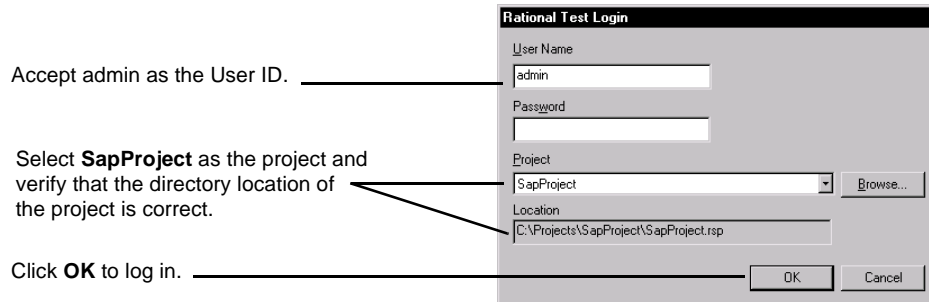 Rational Test Login
User Name
Accept admin as the User ID.
admin
Password
Select SapProject as the project and
verify that the directory location of
the project is correct.
Project
SapProject
Browse...
Location
C:\Projects\SapProject\SapProject.rsp
Click OK to log in.
OK
Cancel